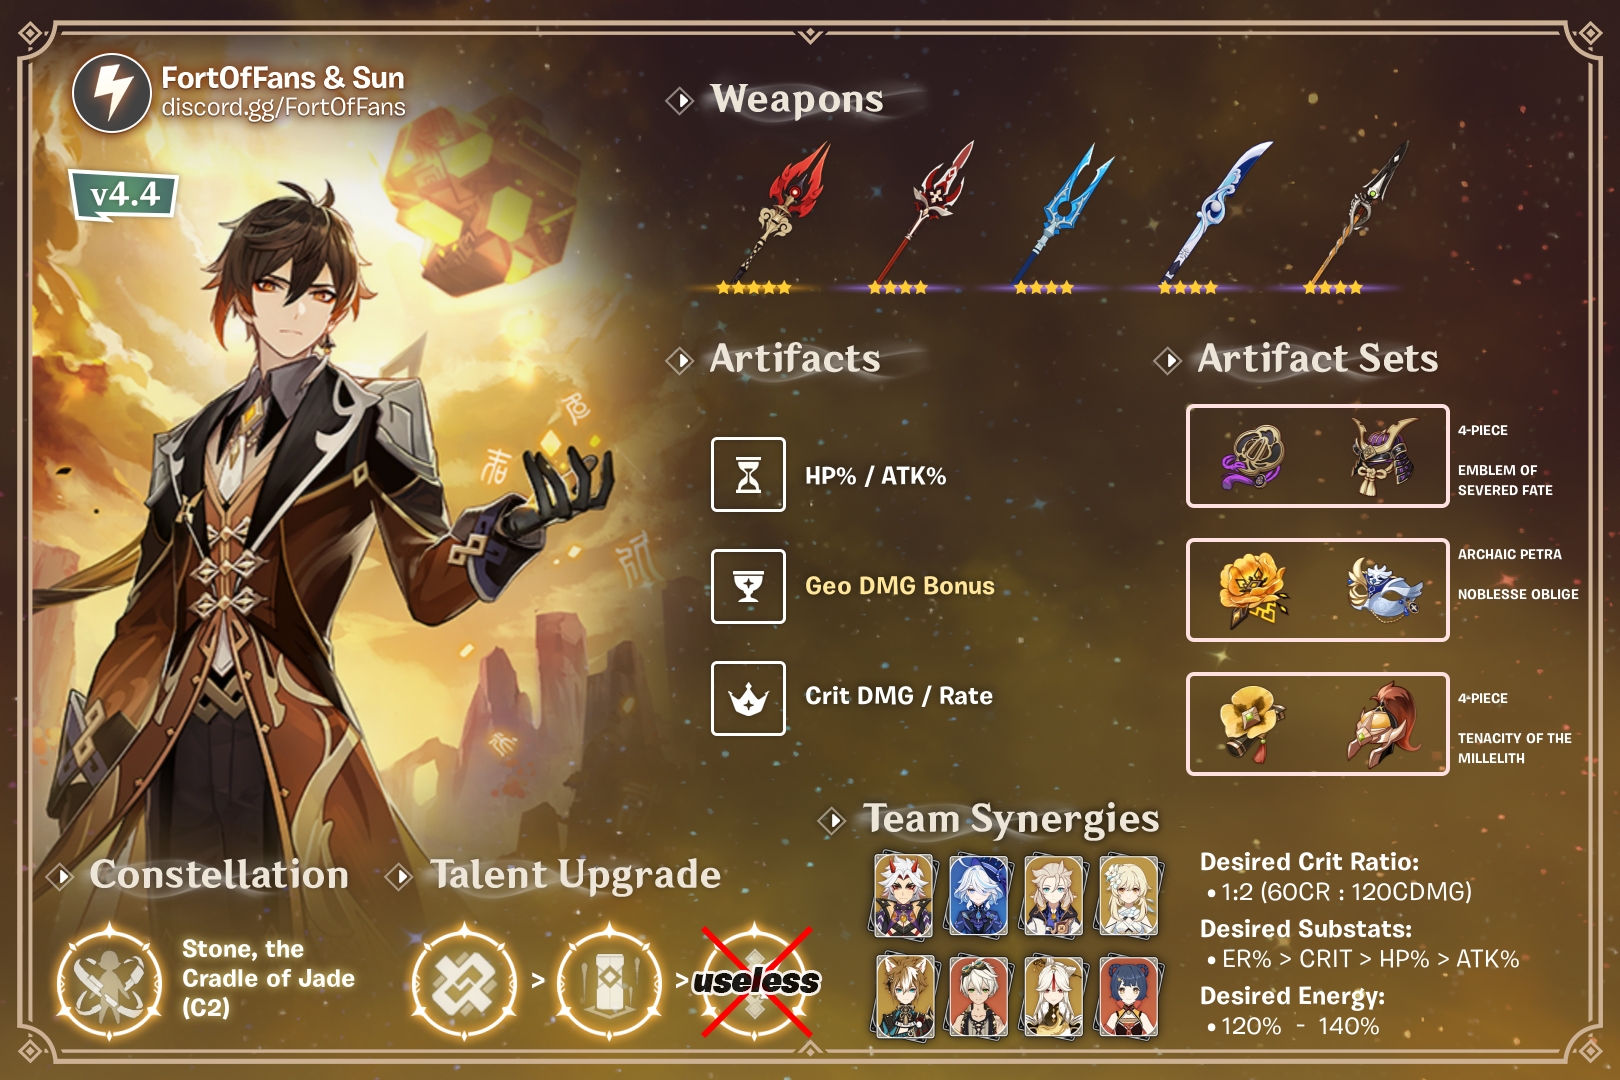 FortOfFans & Sun
discord.gg/FortOfFans
v4.4
Weapons
Artifacts
HP% / ATK%
Geo DMG Bonus
Crit DMG / Rate
Artifact Sets
4-PIECE
EMBLEM OF
SEVERED FATE
ARCHAIC PETRA
NOBLESSE OBLIGE
4-PIECE
TENACITY OF THE
MILLELITH
Constellation
Stone, the
Cradle of Jade
(C2)
Talent Upgrade
> > useless
Team Synergies
Desired Crit Ratio:
• 1:2 (60CR : 120CDMG)
Desired Substats:
• ER% > CRIT > HP% > ATK%
Desired Energy:
• 120% - 140%